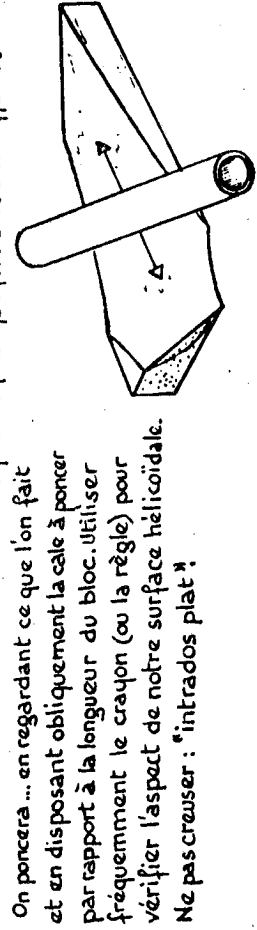 On poncera... en regardant ce que l'on fait
et en disposant obliquement la cale à poncer
par rapport à la longueur du bloc. Utiliser
fréquemment le crayon (ou la règle) pour
vérifier l'aspect de notre surface hélicoïdale.
Ne pas creuser : "intrados plat".